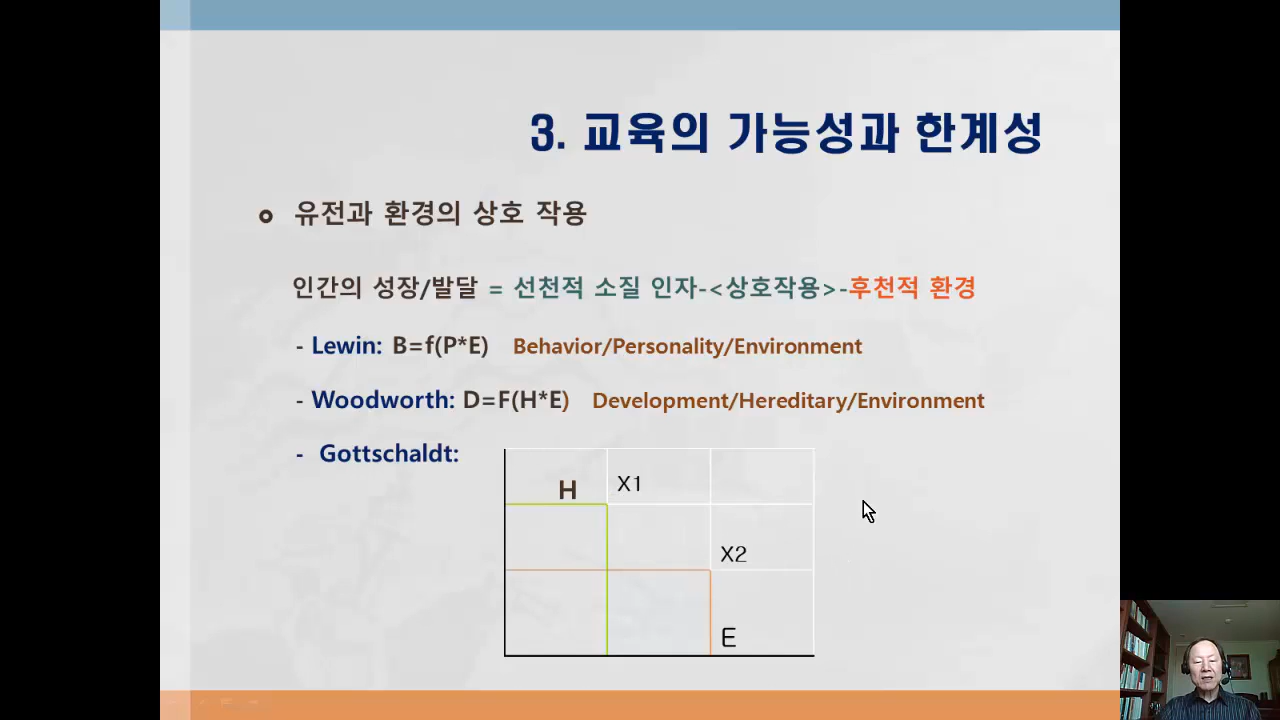 3. 교육의 가능성과 한계성
유전과 환경의 상호 작용
인간의 성장/발달 = 선천적 소질 인자-<상호작용>-후천적 환경
- Lewin: B=f(P*E) Behavior/Personality/Environment
- Woodworth: D=F(H*E) Development/Hereditary/Environment
- Gottschaldt:
H X1
X2
E